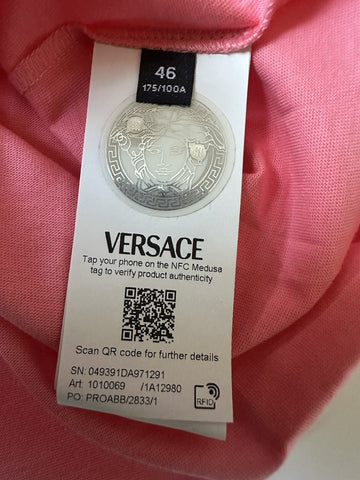 46
175/100A
VERSACE
Tap your phone on the NFC Medusa
tag to verify product authenticity
Scan QR code for further details
SN: 049391DA971291
Art: 1010069 /1A12980
PO: PROABB/2833/1
RFID